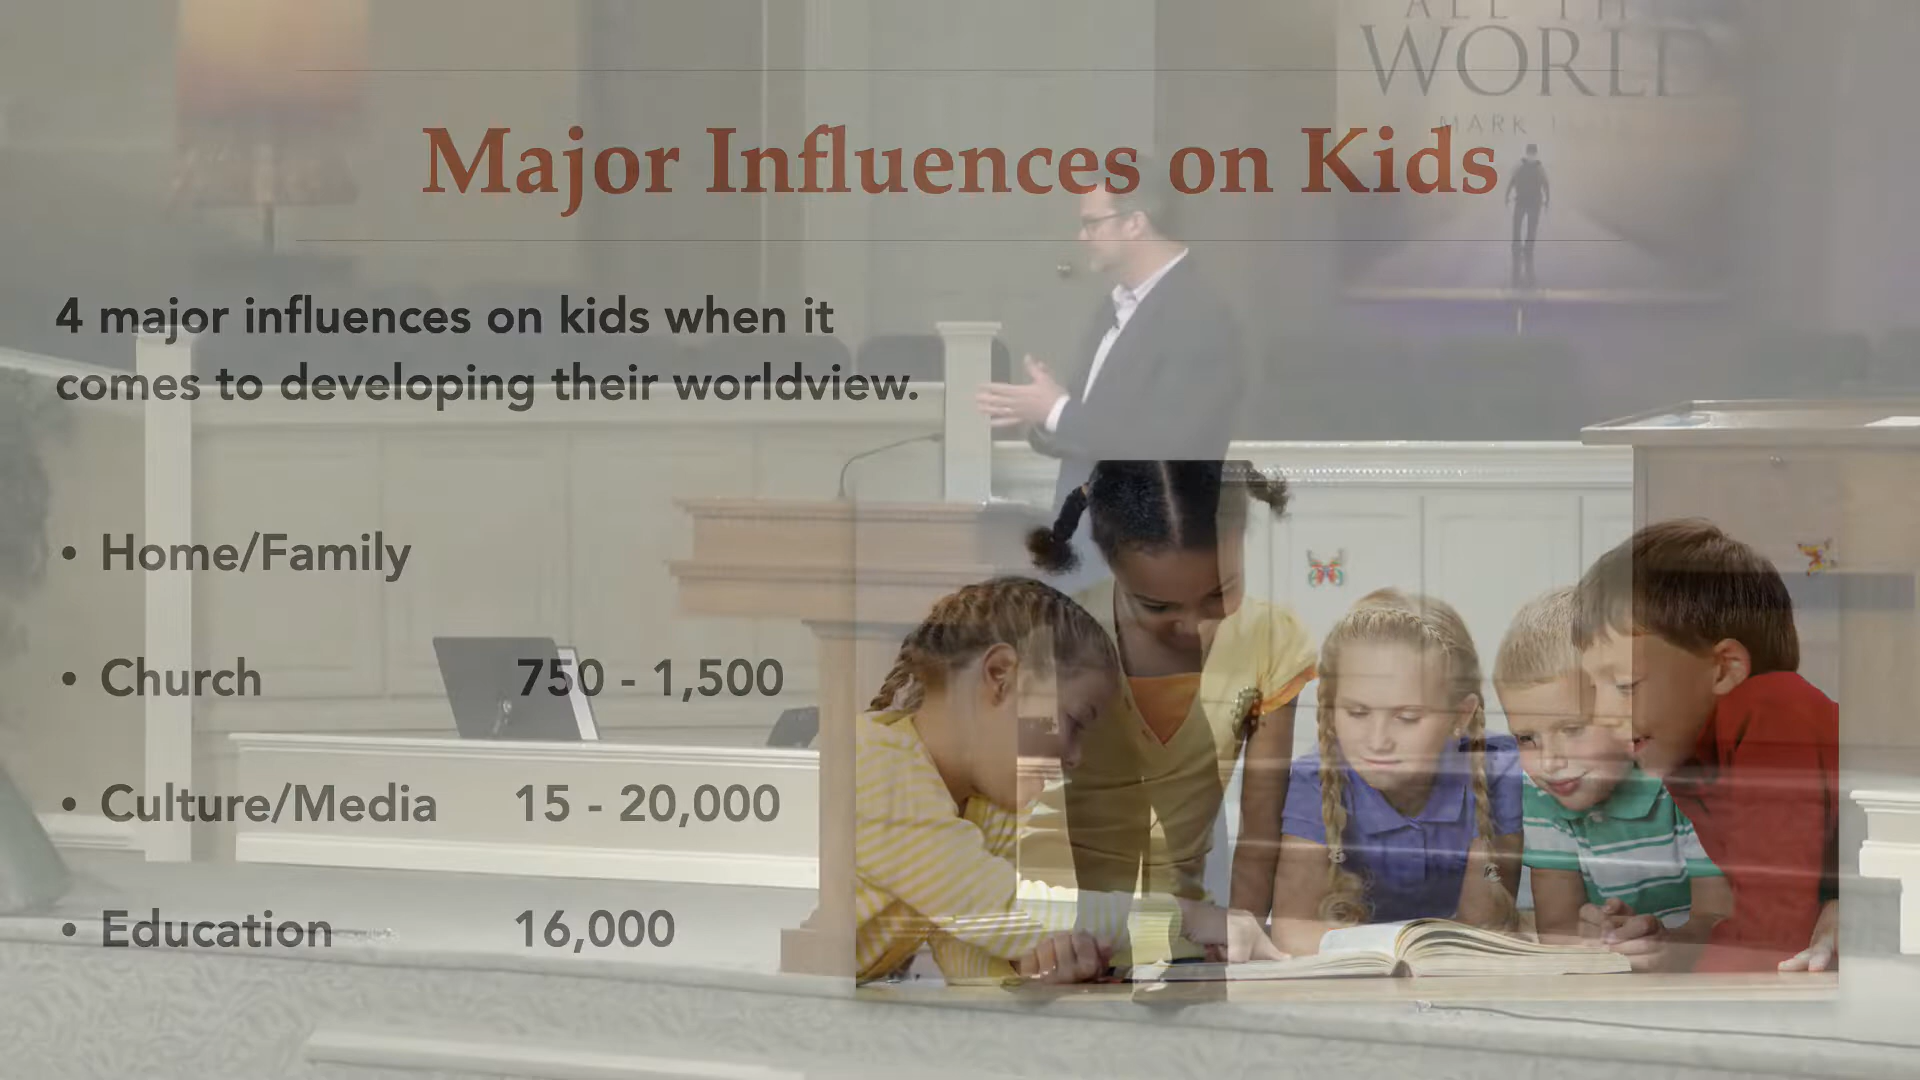 WORLD
MARK
Major Influences on Kids
4 major influences on kids when it
comes to developing their worldview.
• Home/Family
• Church 750 - 1,500
• Culture/Media 15 - 20,000
• Education 16,000